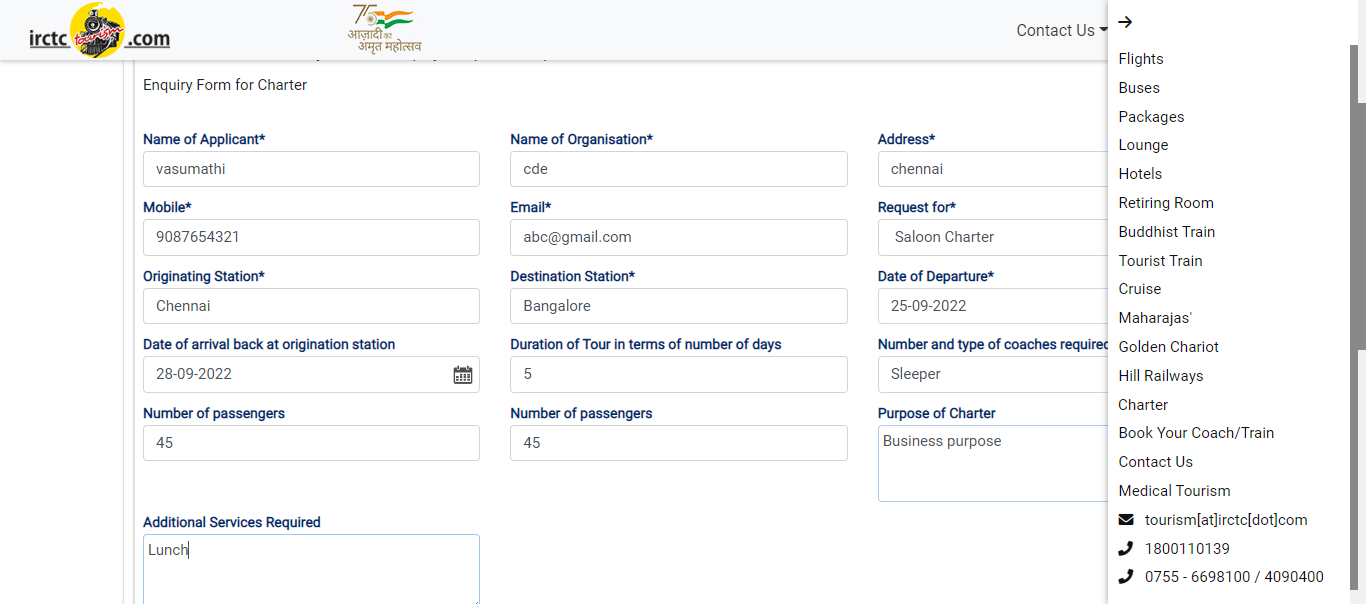 irctc tourism .com
75
आज़ादी का
अमृत महोत्सव
Contact Us
Enquiry Form for Charter
Name of Applicant*
Name of Organisation*
Address*
vasumathi
cde
chennai
Mobile*
Email*
Request for*
9087654321
abc@gmail.com
Saloon Charter
Originating Station*
Destination Station*
Date of Departure*
Chennai
Bangalore
25-09-2022
Date of arrival back at origination station
Duration of Tour in terms of number of days
Number and type of coaches required
28-09-2022
5
Sleeper
Number of passengers
Number of passengers
Purpose of Charter
45
45
Business purpose
Additional Services Required
Lunch
Flights
Buses
Packages
Lounge
Hotels
Retiring Room
Buddhist Train
Tourist Train
Cruise
Maharajas'
Golden Chariot
Hill Railways
Charter
Book Your Coach/Train
Contact Us
Medical Tourism
tourism[at]irctc[dot]com
1800110139
0755 - 6698100 / 4090400